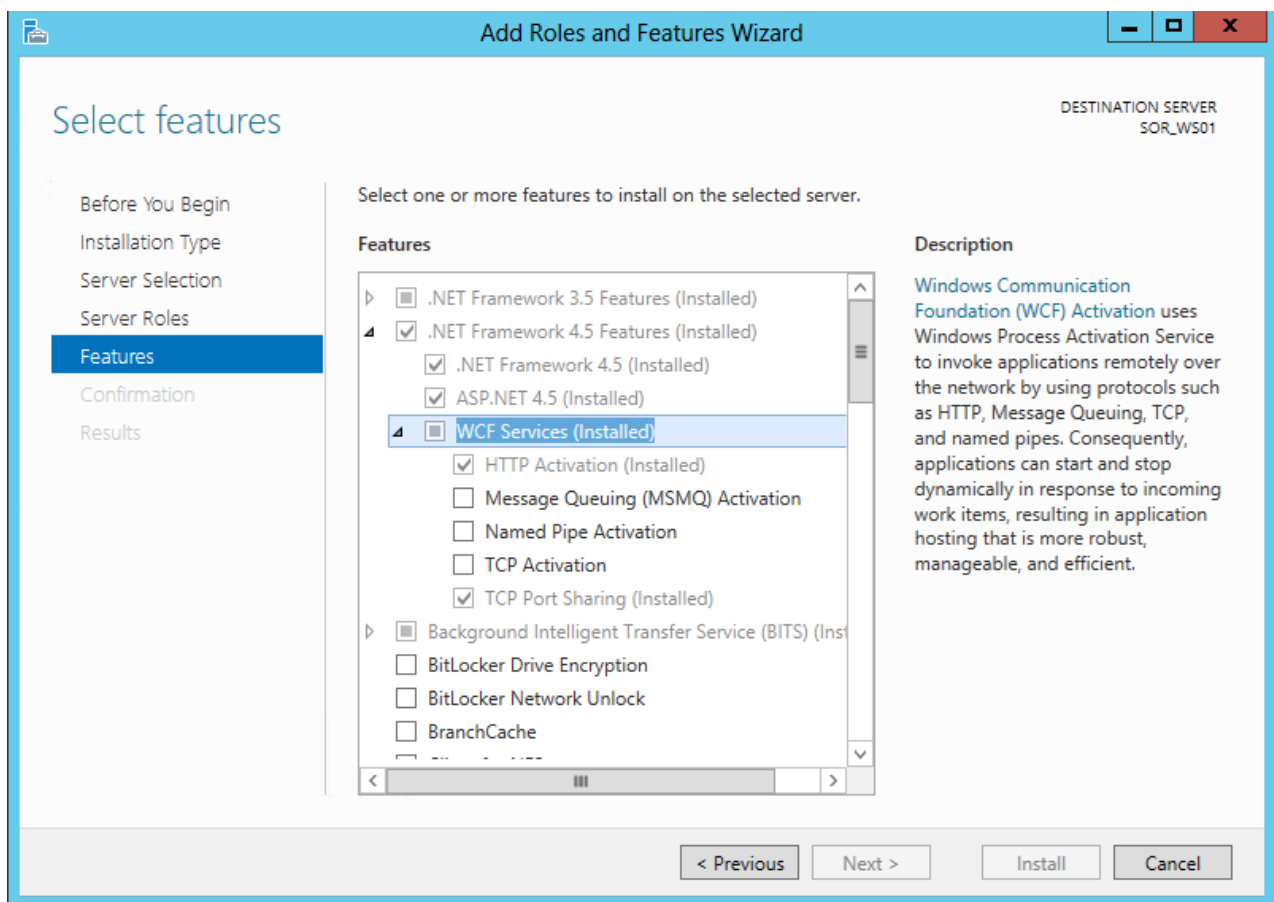 Add Roles and Features Wizard
Select features
DESTINATION SERVER
SOR_WS01
Before You Begin
Installation Type
Server Selection
Server Roles
Features
Confirmation
Results
Select one or more features to install on the selected server.
Features
.NET Framework 3.5 Features (Installed)
.NET Framework 4.5 Features (Installed)
.NET Framework 4.5 (Installed)
ASP.NET 4.5 (Installed)
WCF Services (Installed)
HTTP Activation (Installed)
Message Queuing (MSMQ) Activation
Named Pipe Activation
TCP Activation
TCP Port Sharing (Installed)
Background Intelligent Transfer Service (BITS) (Inst
BitLocker Drive Encryption
BitLocker Network Unlock
BranchCache
Description
Windows Communication
Foundation (WCF) Activation uses
Windows Process Activation Service
to invoke applications remotely over
the network by using protocols such
as HTTP, Message Queuing, TCP,
and named pipes. Consequently,
applications can start and stop
dynamically in response to incoming
work items, resulting in application
hosting that is more robust,
manageable, and efficient.
< Previous
Next >
Install
Cancel